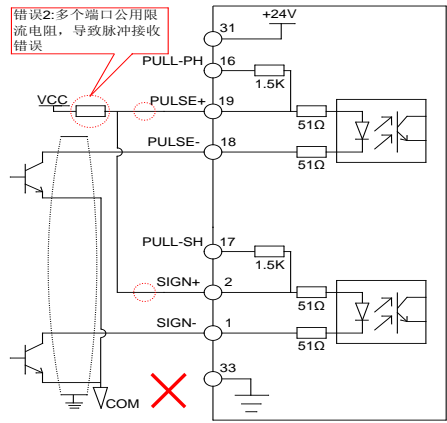 错误2:多个端口公用限
流电阻，导致脉冲接收
错误
+24V
31
PULL-PH 16
1.5K
VCC
PULSE+ 19
51Ω
PULSE- 18
51Ω
PULL-SH 17
1.5K
SIGN+ 2
51Ω
SIGN- 1
51Ω
33
COM